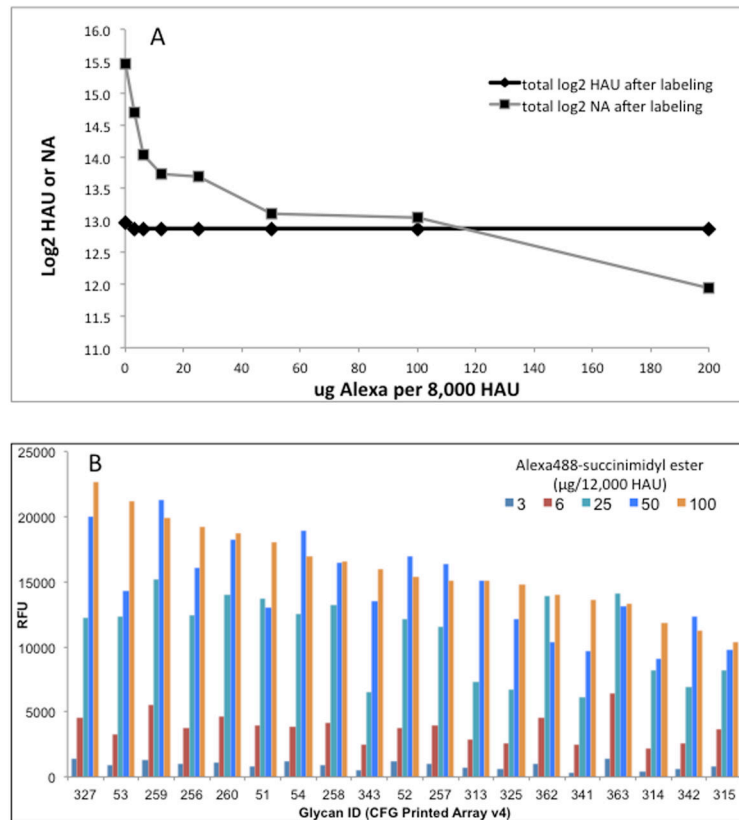 A
16.0
15.5
15.0
14.5
14.0
13.5
13.0
12.5
12.0
11.5
11.0
Log2 HAU or NA
total log2 HAU after labeling
total log2 NA after labeling
0 20 40 60 80 100 120 140 160 180 200
ug Alexa per 8,000 HAU
B
25000
20000
15000
10000
5000
0
RFU
Alexa488-succinimidyl ester
(µg/12,000 HAU)
3 6 25 50 100
327 53 259 256 260 51 54 258 343 52 257 313 325 362 341 363 314 342 315
Glycan ID (CFG Printed Array v4)